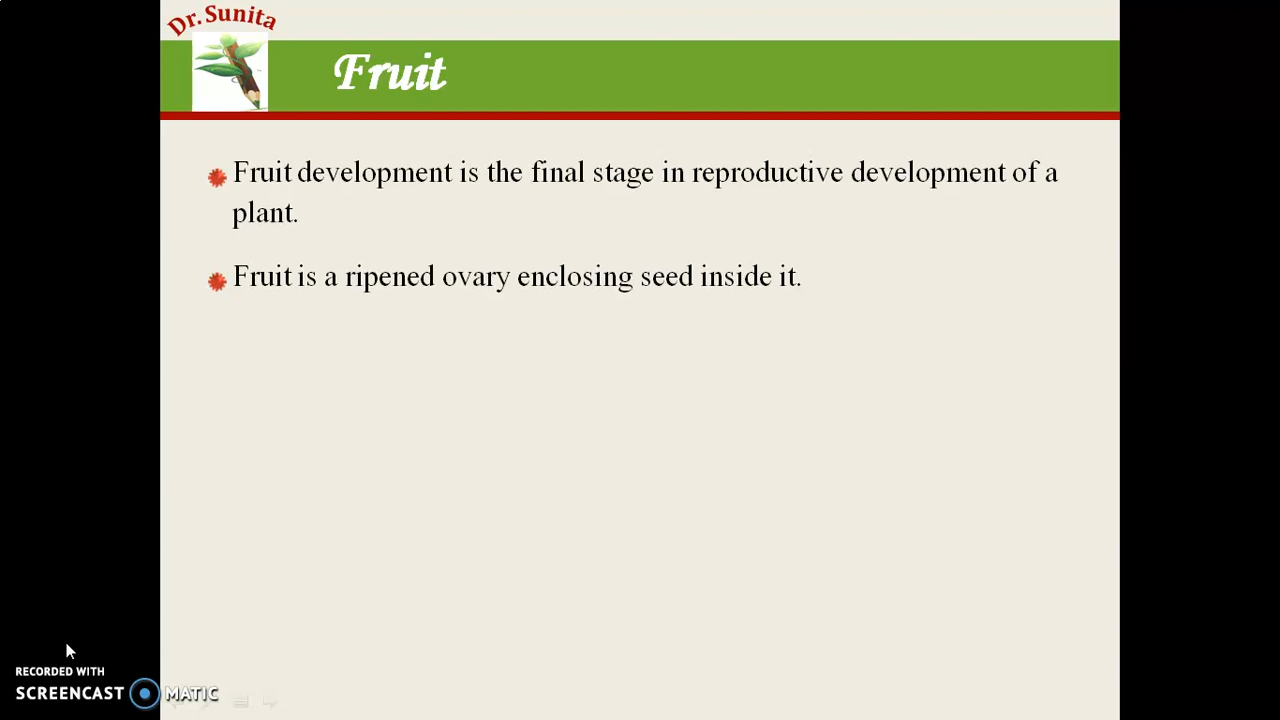 Dr. Sunita
Fruit
Fruit development is the final stage in reproductive development of a
plant.
Fruit is a ripened ovary enclosing seed inside it.
RECORDED WITH
SCREENCAST MATIC